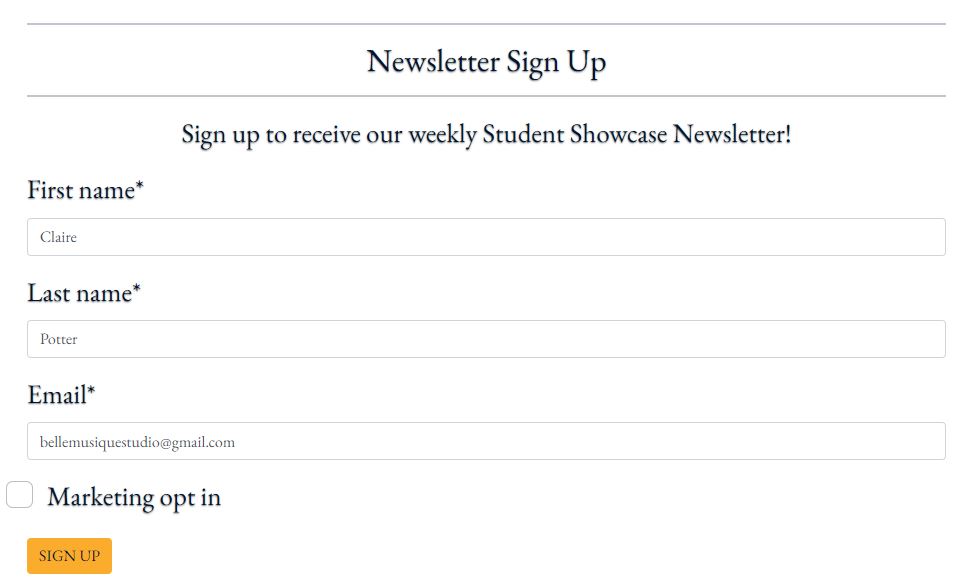 Newsletter Sign Up
Sign up to receive our weekly Student Showcase Newsletter!
First name*
Claire
Last name*
Potter
Email*
bellemusiquestudio@gmail.com
Marketing opt in
SIGN UP